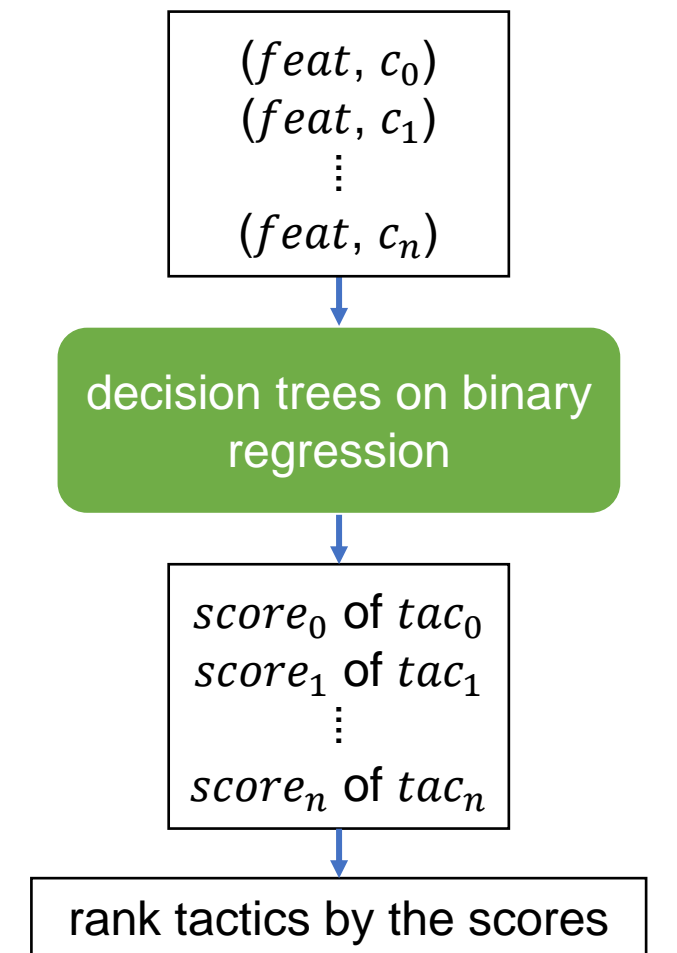 (feat, c₀)
(feat, c₁)
⋮
(feat, cₙ)
decision trees on binary
regression
score₀ of tac₀
score₁ of tac₁
⋮
scoreₙ of tacₙ
rank tactics by the scores